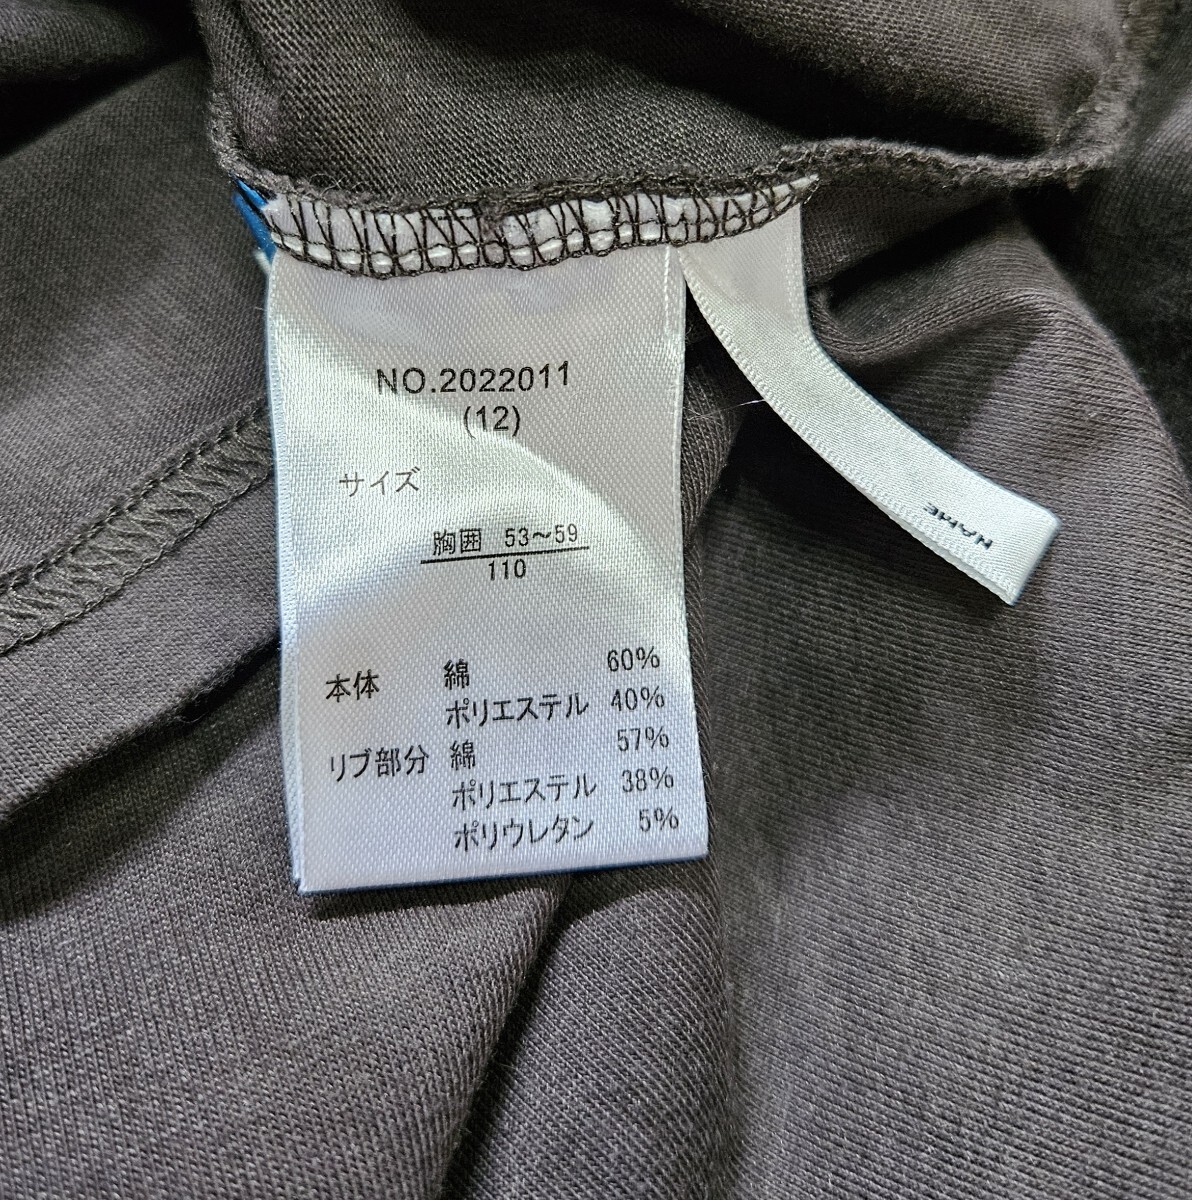 NO.2022011
(12)
サイズ
胸囲 53〜59
110
本体 綿 60%
ポリエステル 40%
リブ部分 綿 57%
ポリエステル 38%
ポリウレタン 5%
NAME